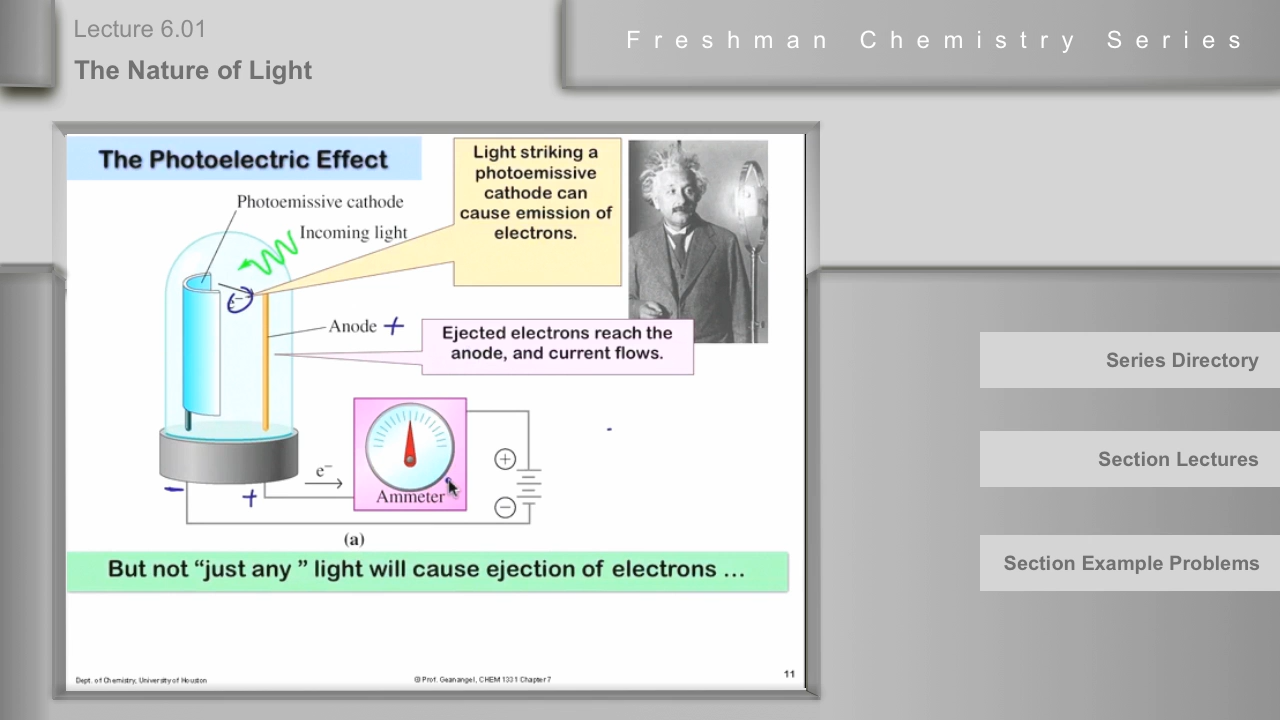 Lecture 6.01
The Nature of Light
Freshman Chemistry Series
The Photoelectric Effect
Light striking a
photoemissive
cathode can
cause emission of
electrons.
Photoemissive cathode
Incoming light
e⁻
Anode +
Ejected electrons reach the
anode, and current flows.
Ammeter
e⁻
+
−
− +
(a)
But not “just any ” light will cause ejection of electrons …
Dept. of Chemistry, University of Houston
© Prof. Geanangel, CHEM 1331 Chapter 7
11
Series Directory
Section Lectures
Section Example Problems